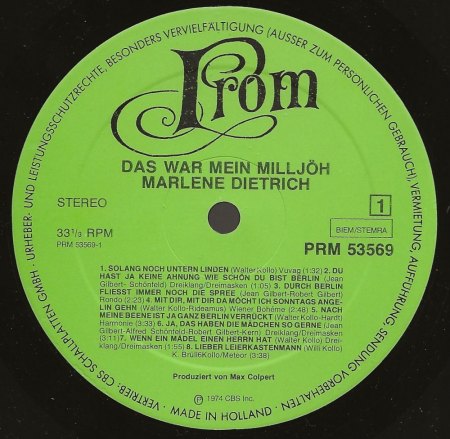 URHEBER- UND LEISTUNGSSCHUTZRECHTE, BESONDERS VERVIELFÄLTIGUNG (AUSSER ZUM PERSÖNLICHEN GEBRAUCH), VERMIETUNG, AUFFÜHRUNG, SENDUNG VORBEHALTEN
Prom
DAS WAR MEIN MILLJÖH
MARLENE DIETRICH
STEREO
1
33⅓ RPM
BIEM/STEMRA
PRM 53569-1
PRM 53569
1. SOLANG NOCH UNTERN LINDEN (Walter Kollo) Vuvag (1:32) 2. DU
HAST JA KEINE AHNUNG WIE SCHÖN DU BIST BERLIN (Jean
Gilbert- Schönfeld) Dreiklang/Dreimasken (1:05) 3. DURCH BERLIN
FLIESST IMMER NOCH DIE SPREE (Jean Gilbert-Robert Gilbert)
Rondo (2:22) 4. MIT DIR, MIT DIR DA MÖCHT ICH SONNTAGS ANGE-
LIN GEHN (Walter Kollo-Rideamus) Wiener Bohême (2:48) 5. NACH
MEINE BEENE IST JA GANZ BERLIN VERRÜCKT (Walter Kollo-Hardt)
Harmonie (3:33) 6. JA, DAS HABEN DIE MÄDCHEN SO GERNE (Jean
Gilbert-Alfred Schönfeld-Robert Gilbert-Kern) Dreiklang/Dreimasken
(3:11) 7. WENN EIN MÄDEL EINEN HERRN HAT (Walter Kollo) Drei-
klang/Dreimasken (1:55) 8. LIEBER LEIERKASTENMANN (Willi Kollo)
K. Brüll&Kollo/Meteor (3:38)
Produziert von Max Colpert
℗ 1974 CBS Inc.
VERTRIEB: CBS SCHALLPLATTEN GMBH · MADE IN HOLLAND